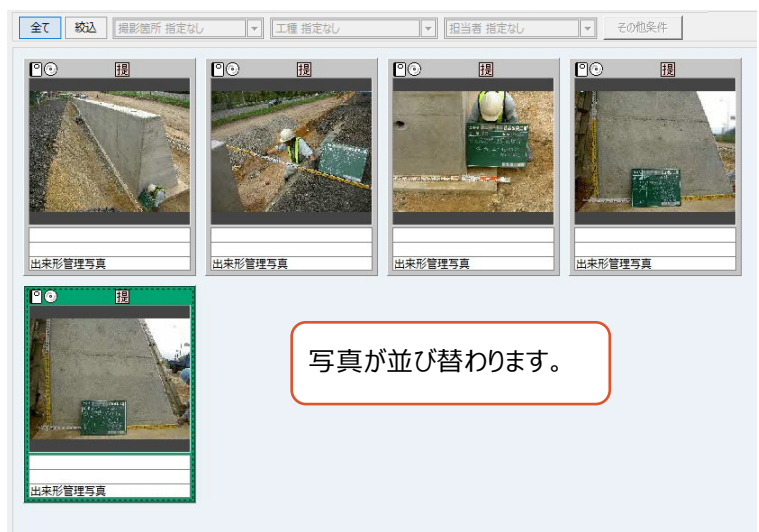 全て 絞込 撮影箇所 指定なし 工種 指定なし 担当者 指定なし その他条件
提 提 提 提
出来形管理写真 出来形管理写真 出来形管理写真 出来形管理写真
提
写真が並び替わります。
出来形管理写真